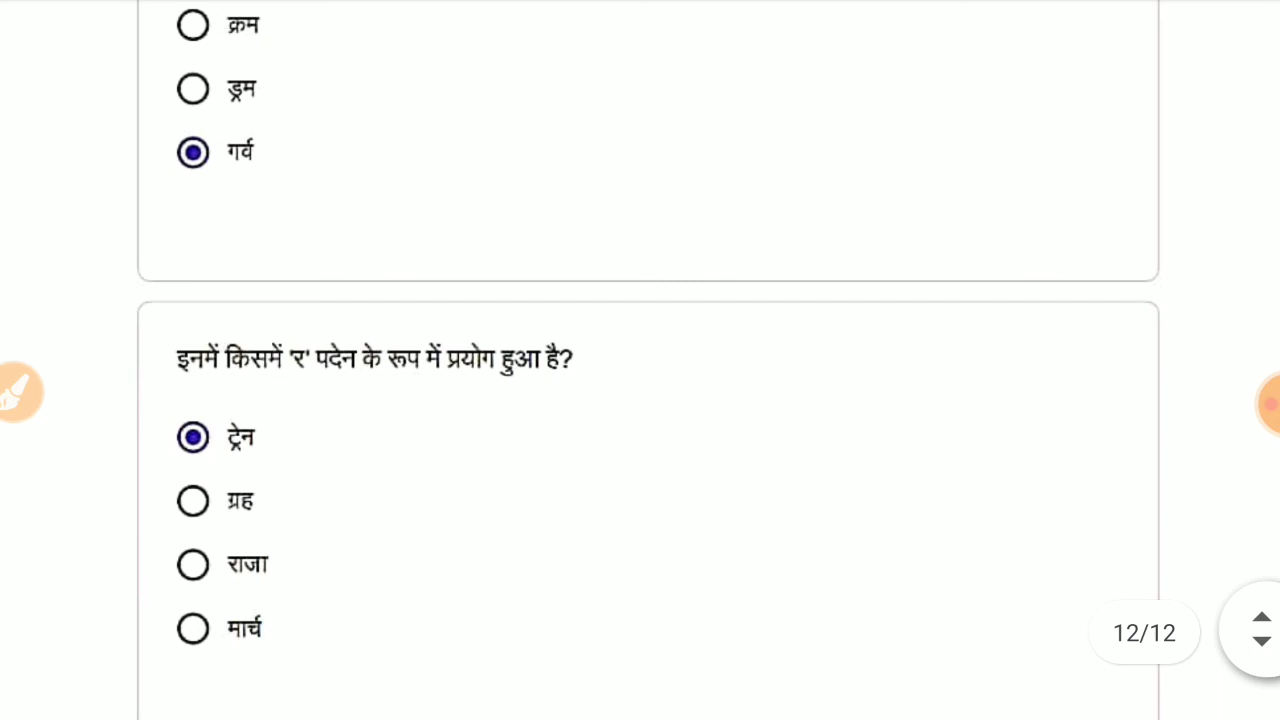 क्रम
ड्रम
गर्व
इनमें किसमें 'र' पदेन के रूप में प्रयोग हुआ है?
ट्रेन
ग्रह
राजा
मार्च
12/12